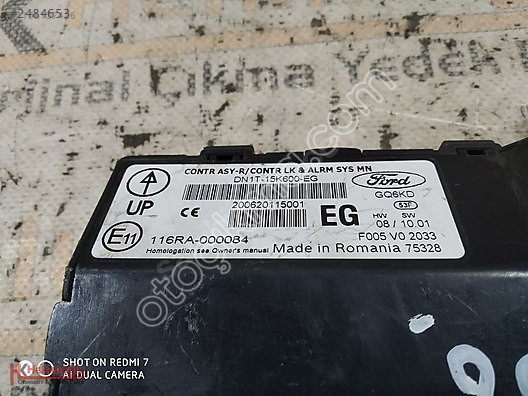 #2484653
minal Çıkma Yedek
CONTR ASY-R/CONTR LK & ALRM SYS MN
DN1T-15K600-EG
Ford
GQ6KD
53F
UP
CE
200620115001
EG
HW SW
08 / 10.01
E11
116RA-000084
F005 V0 2033
Homologation see Owner's manual
Made in Romania 75328
SHOT ON REDMI 7
AI DUAL CAMERA